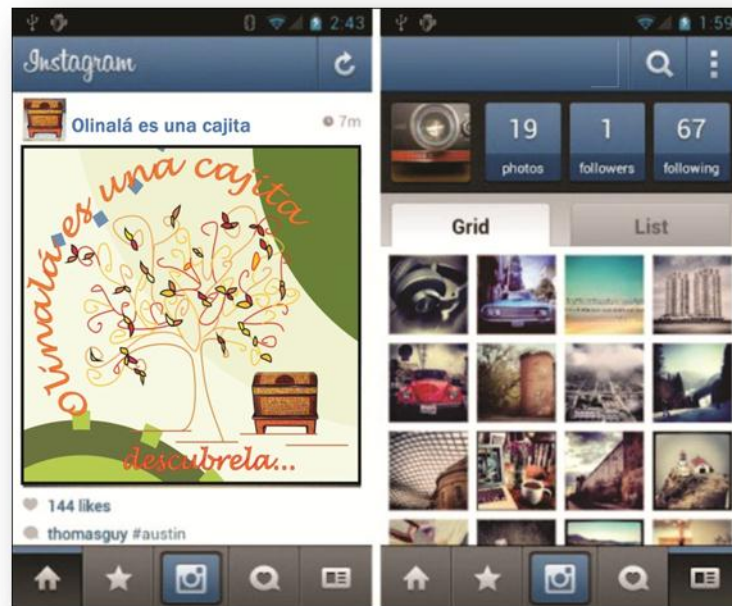 2:43
Instagram
Olinalá es una cajita
7m
Olinalá es una cajita
descubrela...
144 likes
thomasguy #austin
1:59
19 photos
1 followers
67 following
Grid
List